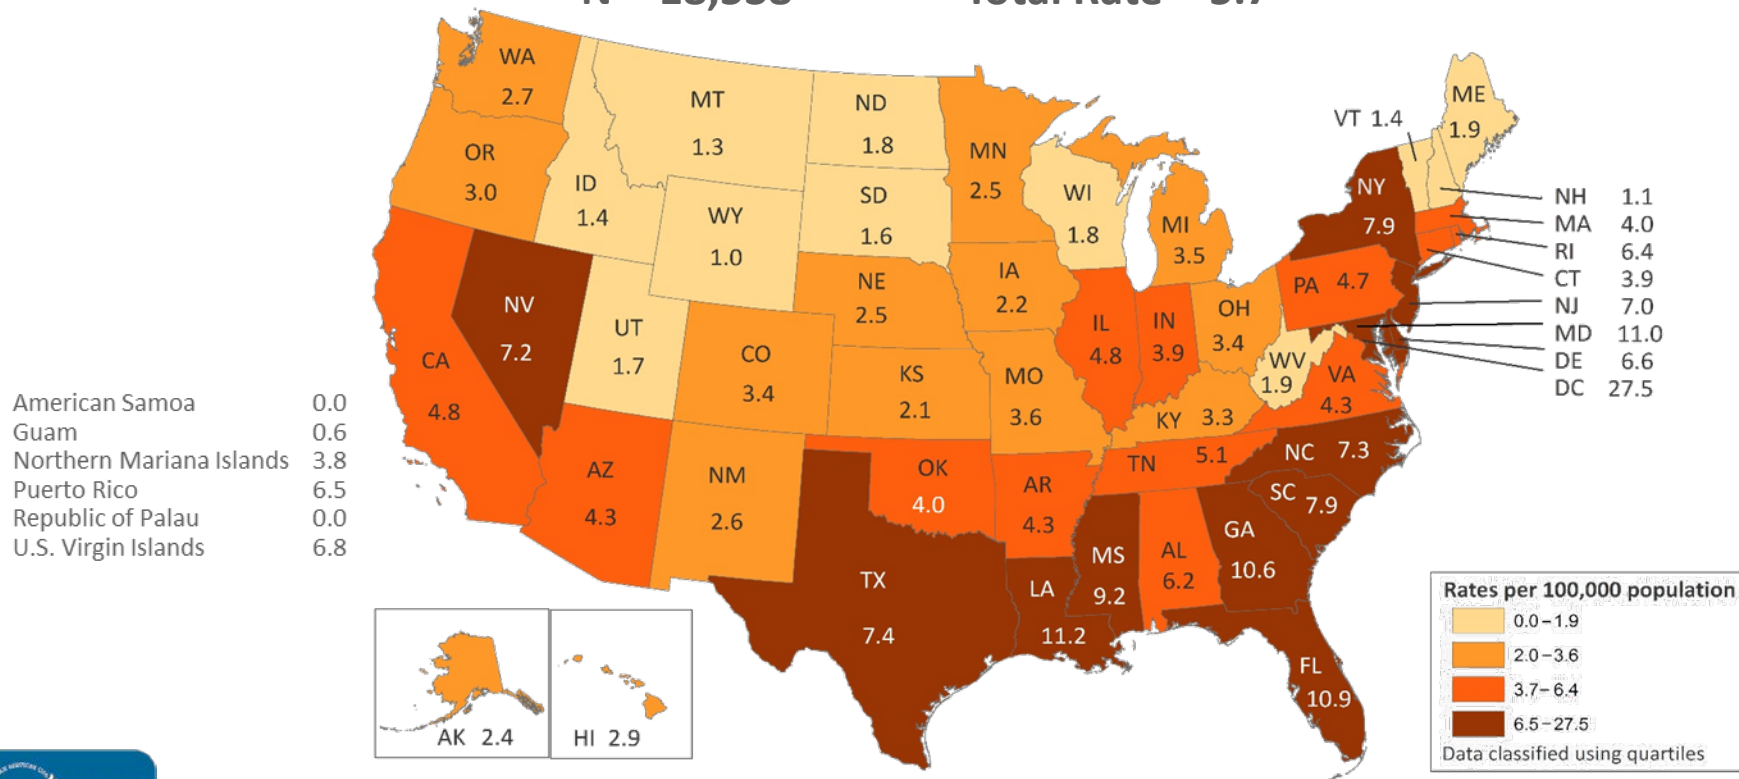 WA
2.7
MT
1.3
ND
1.8
MN
2.5
VT 1.4
ME
1.9
OR
3.0
ID
1.4
WY
1.0
SD
1.6
WI
1.8
MI
3.5
NY
7.9
NH 1.1
MA 4.0
RI 6.4
CT 3.9
NJ 7.0
MD 11.0
DE 6.6
DC 27.5
NV
7.2
UT
1.7
CO
3.4
NE
2.5
IA
2.2
IL
4.8
IN
3.9
OH
3.4
PA 4.7
WV
1.9
VA
4.3
CA
4.8
KS
2.1
MO
3.6
KY 3.3
American Samoa 0.0
Guam 0.6
Northern Mariana Islands 3.8
Puerto Rico 6.5
Republic of Palau 0.0
U.S. Virgin Islands 6.8
AZ
4.3
NM
2.6
OK
4.0
AR
4.3
TN 5.1
NC 7.3
SC
7.9
TX
7.4
LA
11.2
MS
9.2
AL
6.2
GA
10.6
FL
10.9
AK 2.4
HI 2.9
Rates per 100,000 population
0.0–1.9
2.0–3.6
3.7–6.4
6.5–27.5
Data classified using quartiles